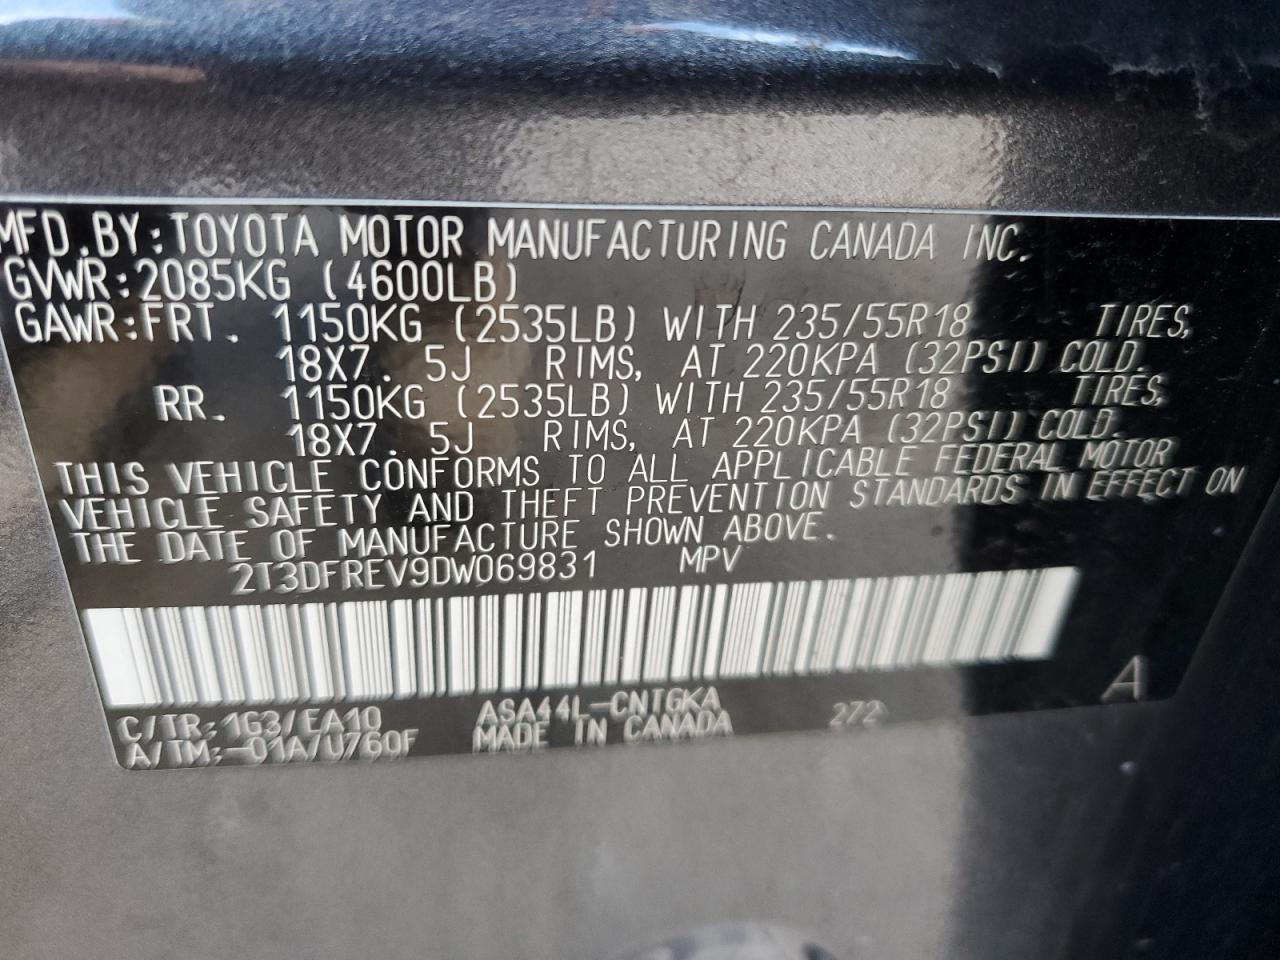 MFD.BY:TOYOTA MOTOR MANUFACTURING CANADA INC.
GVWR:2085KG (4600LB)
GAWR:FRT. 1150KG (2535LB) WITH 235/55R18 TIRES,
18X7.5J RIMS, AT 220KPA (32PSI) COLD.
RR. 1150KG (2535LB) WITH 235/55R18 TIRES,
18X7.5J RIMS, AT 220KPA (32PSI) COLD.
THIS VEHICLE CONFORMS TO ALL APPLICABLE FEDERAL MOTOR
VEHICLE SAFETY AND THEFT PREVENTION STANDARDS IN EFFECT ON
THE DATE OF MANUFACTURE SHOWN ABOVE.
2T3DFREV9DW069831 MPV
A
C/TR:1G3/EA10 ASA44L-CNTGKA 272
A/TM:-01A/U760F MADE IN CANADA